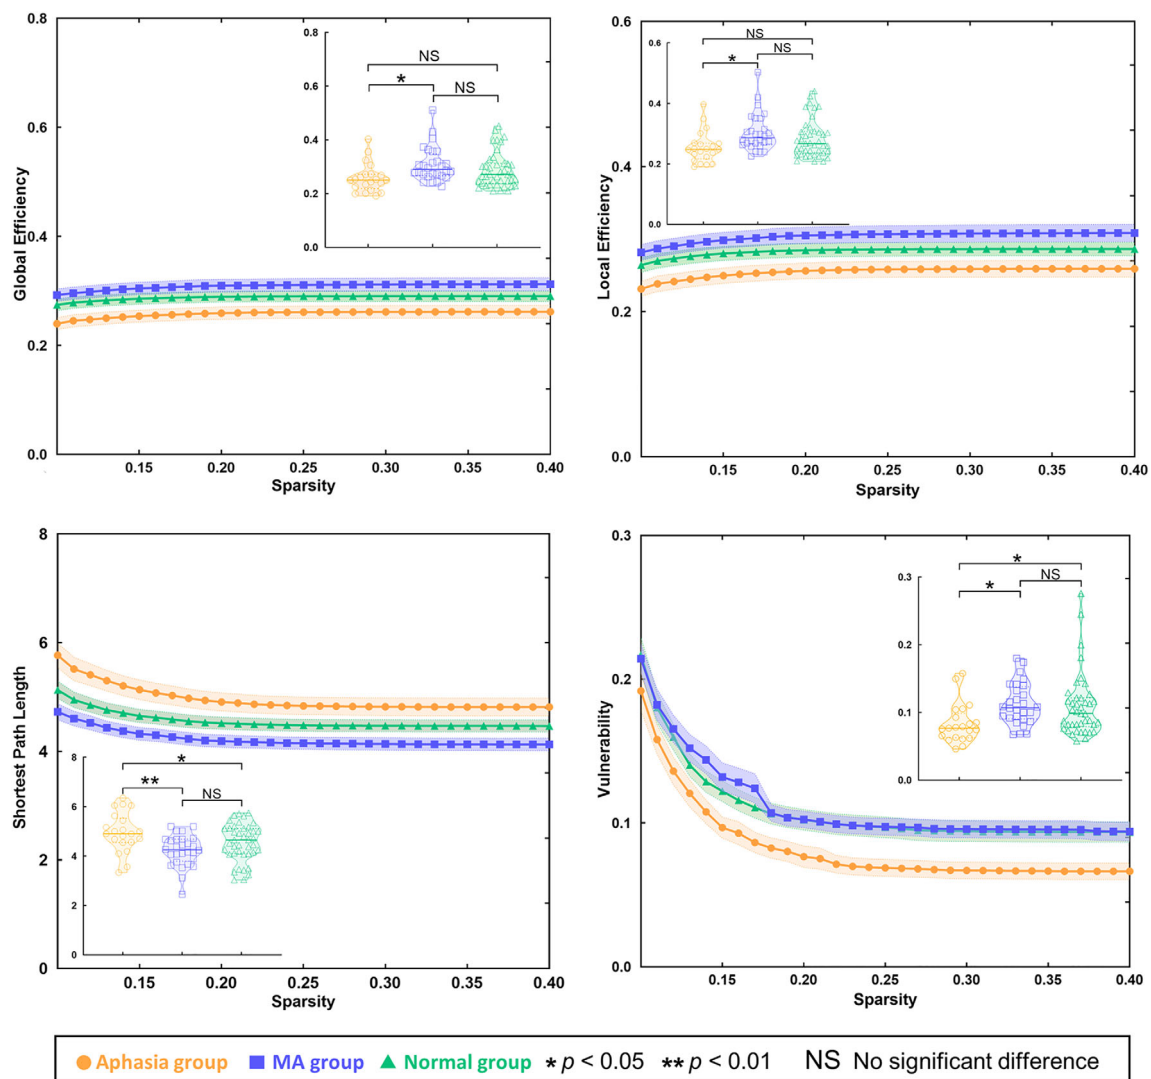 Global Efficiency
0.8
0.6
0.4
0.2
0.0
0.15 0.20 0.25 0.30 0.35 0.40
Sparsity
0.8
0.6
0.4
0.2
0.0
NS
* NS
Local Efficiency
0.6
0.4
0.2
0.0
0.15 0.20 0.25 0.30 0.35 0.40
Sparsity
0.6
0.4
0.2
0.0
NS
* NS
Shortest Path Length
8
6
4
2
0
0.15 0.20 0.25 0.30 0.35 0.40
Sparsity
8
6
4
2
0
*
** NS
Vulnerability
0.3
0.2
0.1
0.0
0.15 0.20 0.25 0.30 0.35 0.40
Sparsity
0.3
0.2
0.1
0.0
*
* NS
Aphasia group MA group Normal group * p < 0.05 ** p < 0.01 NS No significant difference